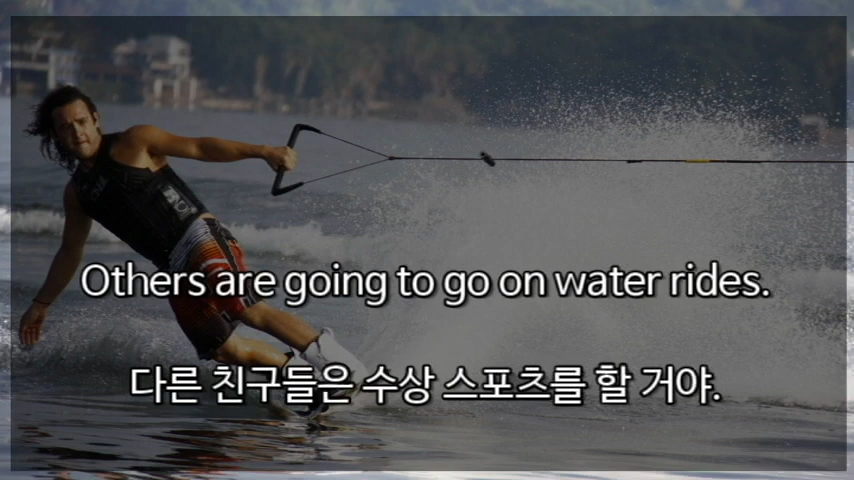 Others are going to go on water rides.
다른 친구들은 수상 스포츠를 할 거야.